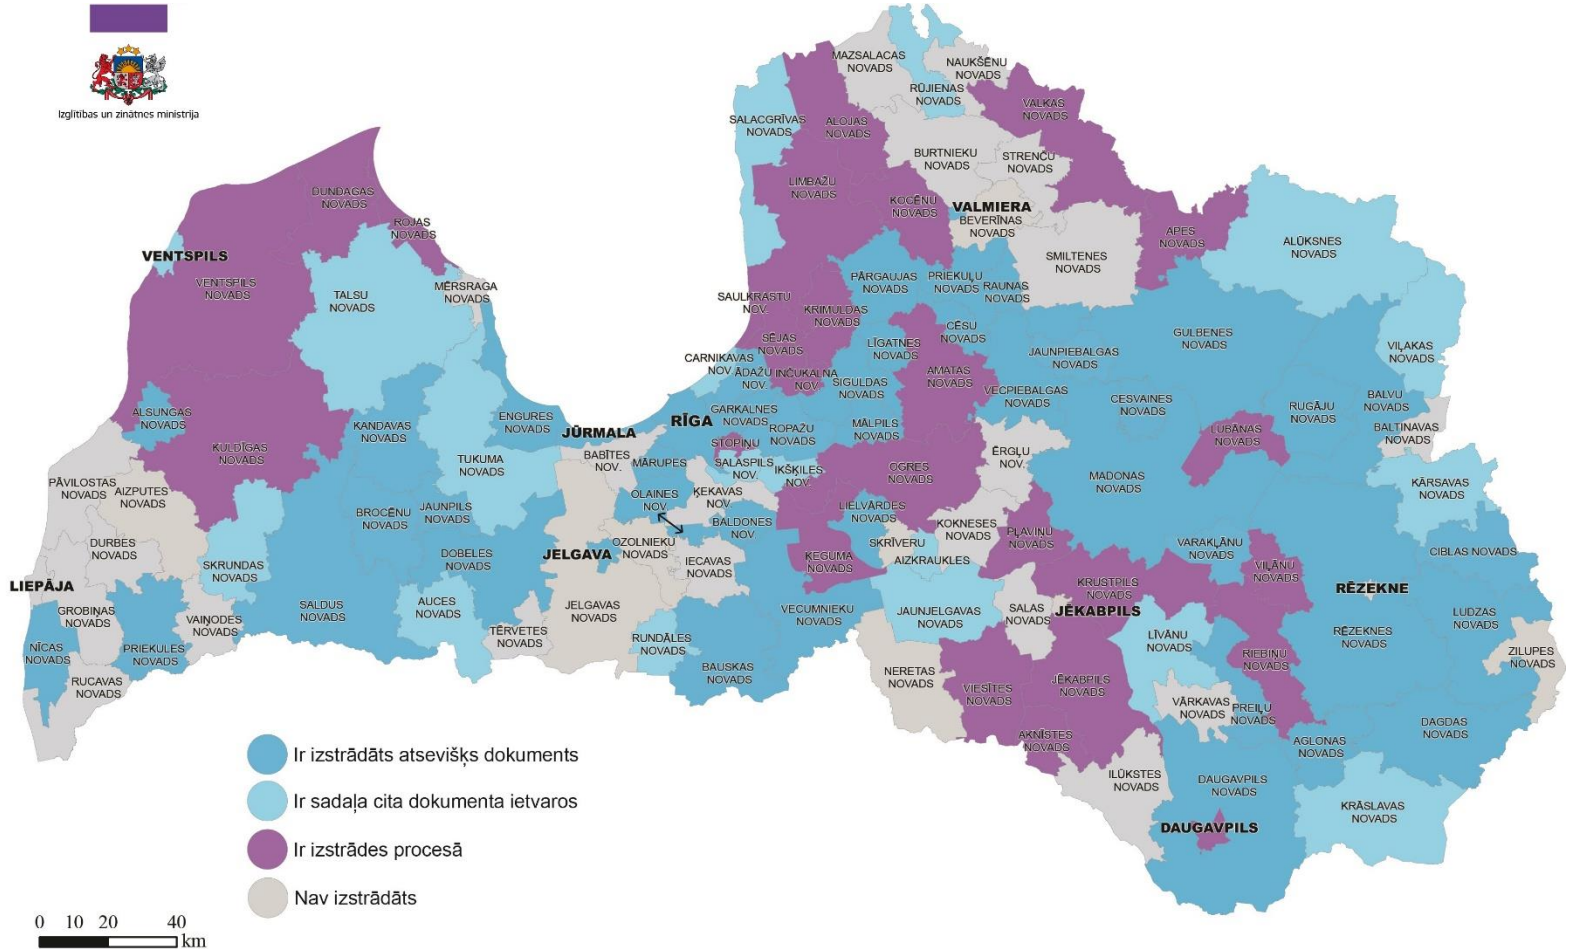 Izglītības un zinātnes ministrija
MAZSALACAS
NOVADS
NAUKŠĒNU
NOVADS
RŪJIENAS
NOVADS
VALKAS
NOVADS
SALACGRĪVAS
NOVADS
ALOJAS
NOVADS
BURTNIEKU
NOVADS
STRENČU
NOVADS
LIMBAŽU
NOVADS
KOCĒNU
NOVADS
VALMIERA
BEVERĪNAS
NOVADS
DUNDAGAS
NOVADS
ROJAS
NOVADS
APES
NOVADS
ALŪKSNES
NOVADS
VENTSPILS
VENTSPILS
NOVADS
SMILTENES
NOVADS
TALSU
NOVADS
MĒRSRAGA
NOVADS
PĀRGAUJAS
NOVADS
PRIEKUĻU
NOVADS
RAUNAS
NOVADS
SAULKRASTU
NOV.
KRIMULDAS
NOVADS
SĒJAS
NOVADS
LĪGATNES
NOVADS
CĒSU
NOVADS
JAUNPIEBALGAS
NOVADS
GULBENES
NOVADS
VIĻAKAS
NOVADS
CARNIKAVAS
NOV.
ĀDAŽU
NOV.
INČUKALNA
NOV.
SIGULDAS
NOVADS
AMATAS
NOVADS
VECPIEBALGAS
NOVADS
CESVAINES
NOVADS
RUGĀJU
NOVADS
BALVU
NOVADS
BALTINAVAS
NOVADS
ALSUNGAS
NOVADS
KULDĪGAS
NOVADS
KANDAVAS
NOVADS
ENGURES
NOVADS
JŪRMALA
RĪGA
GARKALNES
NOVADS
ROPAŽU
NOVADS
MĀLPILS
NOVADS
LUBĀNAS
NOVADS
STOPIŅU
BABĪTES
NOV.
MĀRUPES
SALASPILS
NOV.
IKŠĶILES
NOV.
OGRES
NOVADS
ĒRGĻU
NOV.
MADONAS
NOVADS
KĀRSAVAS
NOVADS
TUKUMA
NOVADS
PĀVILOSTAS
NOVADS
AIZPUTES
NOVADS
OLAINES
NOV.
ĶEKAVAS
NOV.
BROCĒNU
NOVADS
JAUNPILS
NOVADS
BALDONES
NOV.
LIELVĀRDES
NOVADS
KOKNESES
NOVADS
PĻAVIŅU
NOVADS
DURBES
NOVADS
DOBELES
NOVADS
JELGAVA
OZOLNIEKU
NOVADS
IECAVAS
NOVADS
ĶEGUMA
NOVADS
SKRĪVERU
AIZKRAUKLES
VARAKĻĀNU
NOVADS
VIĻĀNU
NOVADS
CIBLAS NOVADS
SKRUNDAS
NOVADS
LIEPĀJA
KRUSTPILS
NOVADS
RĒZEKNE
GROBIŅAS
NOVADS
VAIŅODES
NOVADS
SALDUS
NOVADS
AUCES
NOVADS
JELGAVAS
NOVADS
VECUMNIEKU
NOVADS
JAUNJELGAVAS
NOVADS
SALAS
NOVADS
JĒKABPILS
LUDZAS
NOVADS
NĪCAS
NOVADS
PRIEKULES
NOVADS
TĒRVETES
NOVADS
RUNDĀLES
NOVADS
BAUSKAS
NOVADS
LĪVĀNU
NOVADS
RĒZEKNES
NOVADS
RIEBIŅU
NOVADS
ZILUPES
NOVADS
RUCAVAS
NOVADS
NERETAS
NOVADS
VIESĪTES
NOVADS
JĒKABPILS
NOVADS
VĀRKAVAS
NOVADS
PREIĻU
NOVADS
DAGDAS
NOVADS
AKNĪSTES
NOVADS
AGLONAS
NOVADS
ILŪKSTES
NOVADS
DAUGAVPILS
NOVADS
KRĀSLAVAS
NOVADS
DAUGAVPILS
Ir izstrādāts atsevišķs dokuments
Ir sadaļa cita dokumenta ietvaros
Ir izstrādes procesā
Nav izstrādāts
0 10 20 40
km